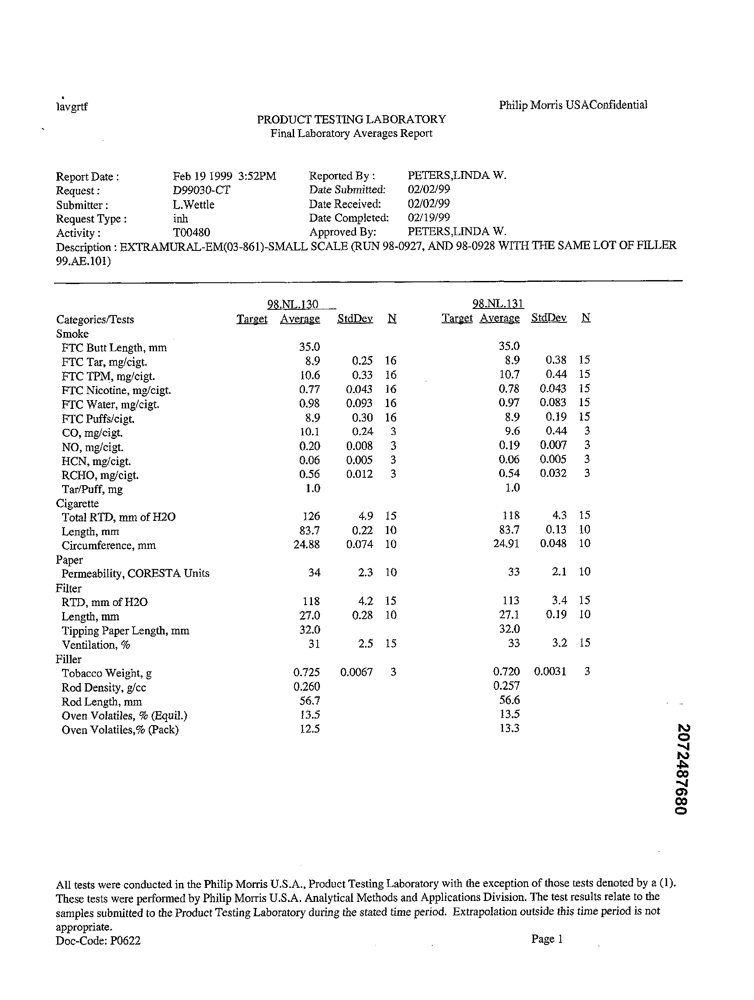 lavgrtf
Philip Morris USAConfidential
PRODUCT TESTING LABORATORY
Final Laboratory Averages Report
Report Date : Feb 19 1999 3:52PM Reported By : PETERS,LINDA W.
Request : D99030-CT Date Submitted: 02/02/99
Submitter : L.Wettle Date Received: 02/02/99
Request Type : inh Date Completed: 02/19/99
Activity : T00480 Approved By: PETERS,LINDA W.
Description : EXTRAMURAL-EM(03-861)-SMALL SCALE (RUN 98-0927, AND 98-0928 WITH THE SAME LOT OF FILLER
99.AE.101)
98.NL.130 98.NL.131
Categories/Tests Target Average StdDev N Target Average StdDev N
Smoke
FTC Butt Length, mm 35.0 35.0
FTC Tar, mg/cigt. 8.9 0.25 16 8.9 0.38 15
FTC TPM, mg/cigt. 10.6 0.33 16 10.7 0.44 15
FTC Nicotine, mg/cigt. 0.77 0.043 16 0.78 0.043 15
FTC Water, mg/cigt. 0.98 0.093 16 0.97 0.083 15
FTC Puffs/cigt. 8.9 0.30 16 8.9 0.19 15
CO, mg/cigt. 10.1 0.24 3 9.6 0.44 3
NO, mg/cigt. 0.20 0.008 3 0.19 0.007 3
HCN, mg/cigt. 0.06 0.005 3 0.06 0.005 3
RCHO, mg/cigt. 0.56 0.012 3 0.54 0.032 3
Tar/Puff, mg 1.0 1.0
Cigarette
Total RTD, mm of H2O 126 4.9 15 118 4.3 15
Length, mm 83.7 0.22 10 83.7 0.13 10
Circumference, mm 24.88 0.074 10 24.91 0.048 10
Paper
Permeability, CORESTA Units 34 2.3 10 33 2.1 10
Filter
RTD, mm of H2O 118 4.2 15 113 3.4 15
Length, mm 27.0 0.28 10 27.1 0.19 10
Tipping Paper Length, mm 32.0 32.0
Ventilation, % 31 2.5 15 33 3.2 15
Filler
Tobacco Weight, g 0.725 0.0067 3 0.720 0.0031 3
Rod Density, g/cc 0.260 0.257
Rod Length, mm 56.7 56.6
Oven Volatiles, % (Equil.) 13.5 13.5
Oven Volatiles,% (Pack) 12.5 13.3
2072487680
All tests were conducted in the Philip Morris U.S.A., Product Testing Laboratory with the exception of those tests denoted by a (1).
These tests were performed by Philip Morris U.S.A. Analytical Methods and Applications Division. The test results relate to the
samples submitted to the Product Testing Laboratory during the stated time period. Extrapolation outside this time period is not
appropriate.
Doc-Code: P0622 Page 1